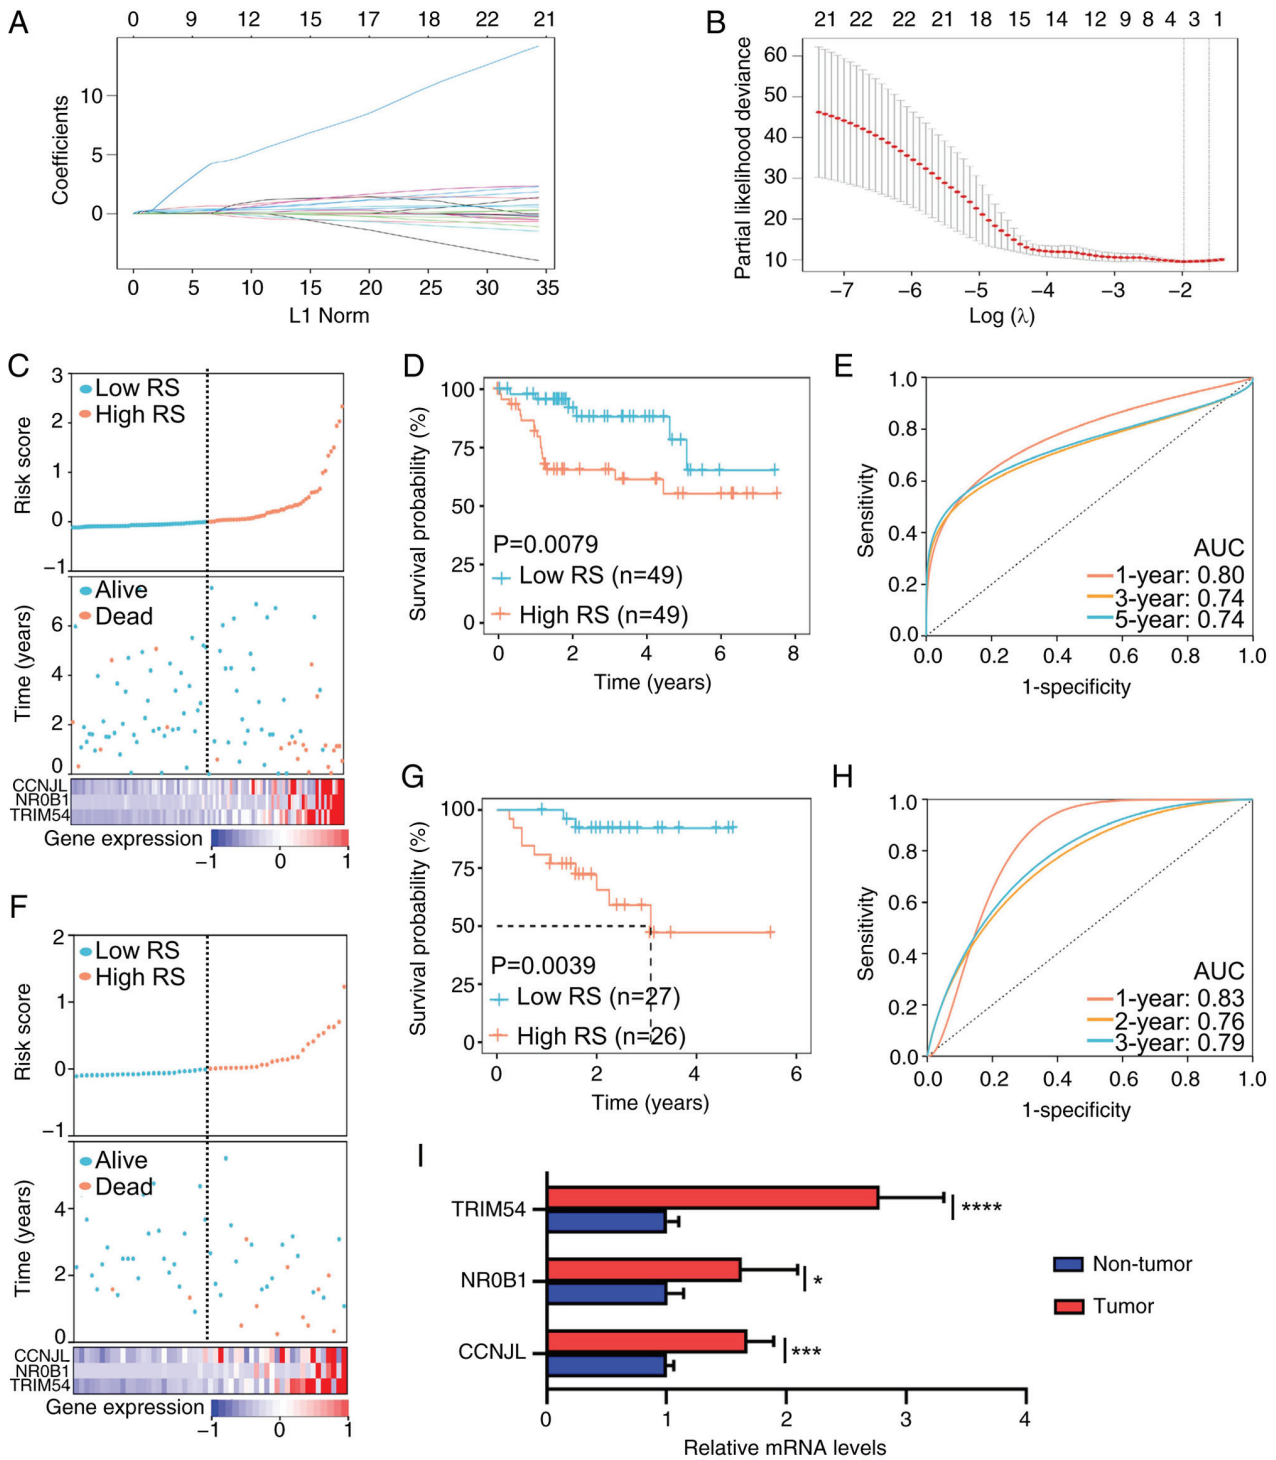 A
0 9 12 15 17 18 22 21
Coefficients
10
5
0
0 5 10 15 20 25 30 35
L1 Norm
B
21 22 22 21 18 15 14 12 9 8 4 3 1
Partial likelihood deviance
60
50
40
30
20
10
−7 −6 −5 −4 −3 −2
Log (λ)
C
Low RS
High RS
Risk score
3
2
1
0
−1
Alive
Dead
Time (years)
6
4
2
0
CCNJL
NR0B1
TRIM54
Gene expression
−1 0 1
D
Survival probability (%)
100
75
50
25
0
P=0.0079
Low RS (n=49)
High RS (n=49)
0 2 4 6 8
Time (years)
E
Sensitivity
1.0
0.8
0.6
0.4
0.2
0.0
AUC
1-year: 0.80
3-year: 0.74
5-year: 0.74
0.0 0.2 0.4 0.6 0.8 1.0
1-specificity
F
Low RS
High RS
Risk score
2
1
0
−1
Alive
Dead
Time (years)
4
2
0
CCNJL
NR0B1
TRIM54
Gene expression
−1 0 1
G
Survival probability (%)
100
75
50
25
0
P=0.0039
Low RS (n=27)
High RS (n=26)
0 2 4 6
Time (years)
H
Sensitivity
1.0
0.8
0.6
0.4
0.2
0.0
AUC
1-year: 0.83
2-year: 0.76
3-year: 0.79
0.0 0.2 0.4 0.6 0.8 1.0
1-specificity
I
TRIM54
****
NR0B1
*
CCNJL
***
Non-tumor
Tumor
0 1 2 3 4
Relative mRNA levels